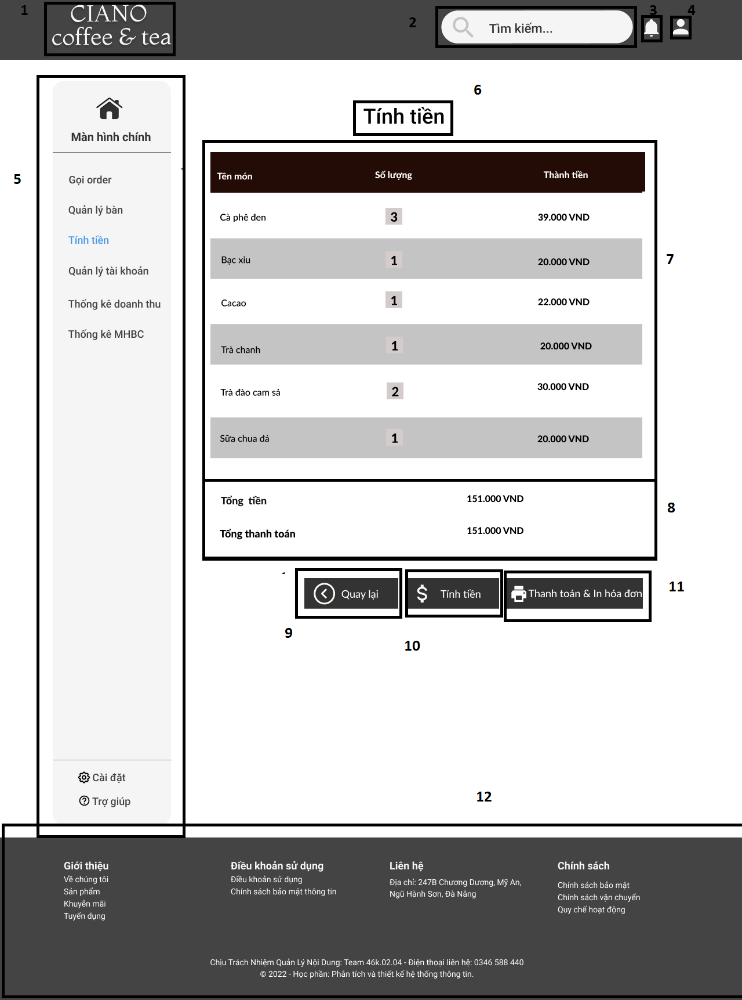 1
CIANO
coffee & tea
2
Tìm kiếm...
3
4
5
Màn hình chính
Gọi order
Quản lý bàn
Tính tiền
Quản lý tài khoản
Thống kê doanh thu
Thống kê MHBC
Cài đặt
Trợ giúp
6
Tính tiền
7
Tên món Số lượng Thành tiền
Cà phê đen 3 39.000 VND
Bạc xỉu 1 20.000 VND
Cacao 1 22.000 VND
Trà chanh 1 20.000 VND
Trà đào cam sả 2 30.000 VND
Sữa chua đá 1 20.000 VND
8
Tổng tiền 151.000 VND
Tổng thanh toán 151.000 VND
9
Quay lại
10
Tính tiền
11
Thanh toán & In hóa đơn
12
Giới thiệu
Về chúng tôi
Sản phẩm
Khuyễn mãi
Tuyển dụng
Điều khoản sử dụng
Điều khoản sử dụng
Chính sách bảo mật thông tin
Liên hệ
Địa chỉ: 247B Chương Dương, Mỹ An,
Ngũ Hành Sơn, Đà Nẵng
Chính sách
Chính sách bảo mật
Chính sách vận chuyển
Quy chế hoạt động
Chịu Trách Nhiệm Quản Lý Nội Dung: Team 46k.02.04 - Điện thoại liên hệ: 0346 588 440
© 2022 - Học phần: Phân tích và thiết kế hệ thống thông tin.